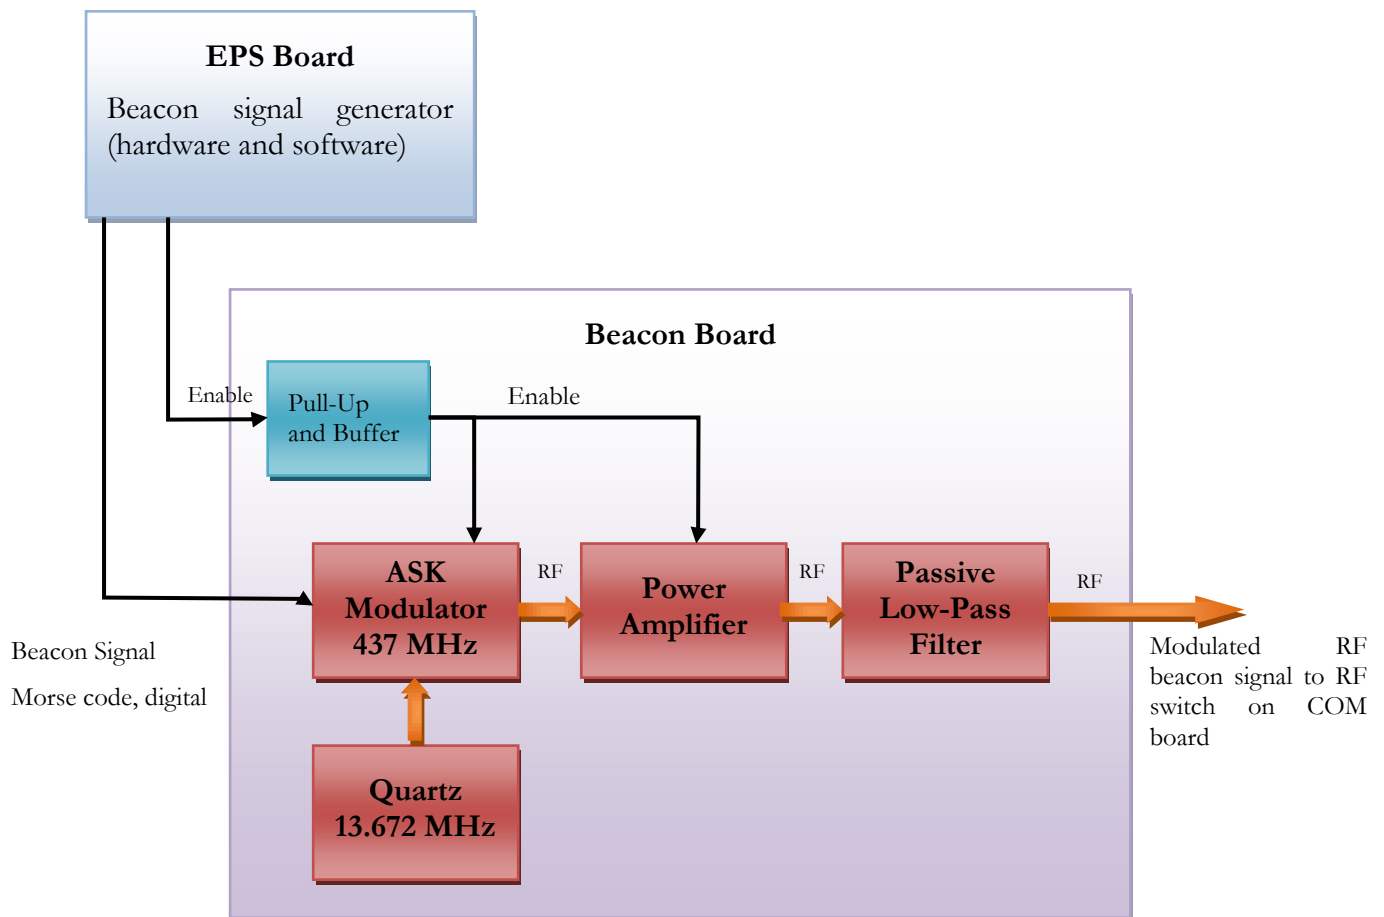 EPS Board
Beacon signal generator
(hardware and software)
Beacon Board
Enable
Pull-Up
and Buffer
Enable
ASK
Modulator
437 MHz
RF
Power
Amplifier
RF
Passive
Low-Pass
Filter
RF
Beacon Signal
Morse code, digital
Modulated RF
beacon signal to RF
switch on COM
board
Quartz
13.672 MHz